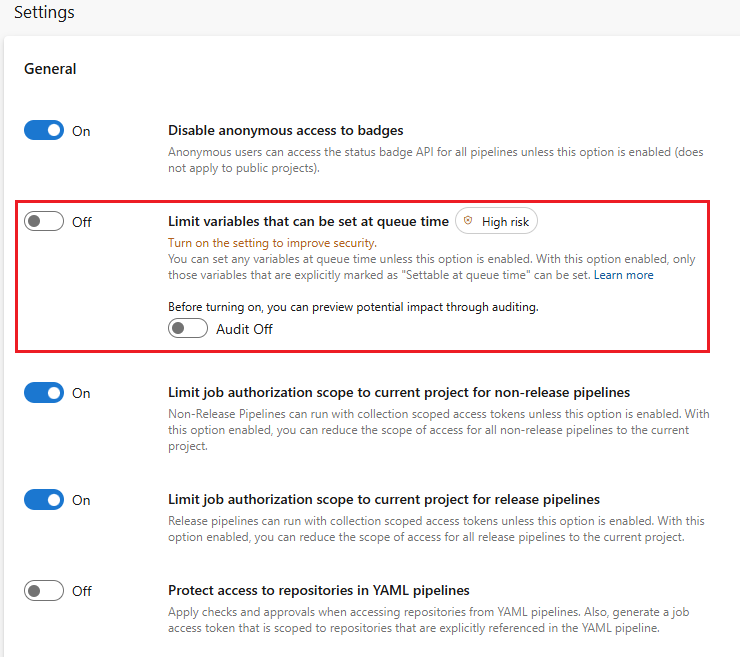 Settings
General
On
Disable anonymous access to badges
Anonymous users can access the status badge API for all pipelines unless this option is enabled (does
not apply to public projects).
Off
Limit variables that can be set at queue time
High risk
Turn on the setting to improve security.
You can set any variables at queue time unless this option is enabled. With this option enabled, only
those variables that are explicitly marked as "Settable at queue time" can be set. Learn more
Before turning on, you can preview potential impact through auditing.
Audit Off
On
Limit job authorization scope to current project for non-release pipelines
Non-Release Pipelines can run with collection scoped access tokens unless this option is enabled. With
this option enabled, you can reduce the scope of access for all non-release pipelines to the current
project.
On
Limit job authorization scope to current project for release pipelines
Release pipelines can run with collection scoped access tokens unless this option is enabled. With this
option enabled, you can reduce the scope of access for all release pipelines to the current project.
Off
Protect access to repositories in YAML pipelines
Apply checks and approvals when accessing repositories from YAML pipelines. Also, generate a job
access token that is scoped to repositories that are explicitly referenced in the YAML pipeline.